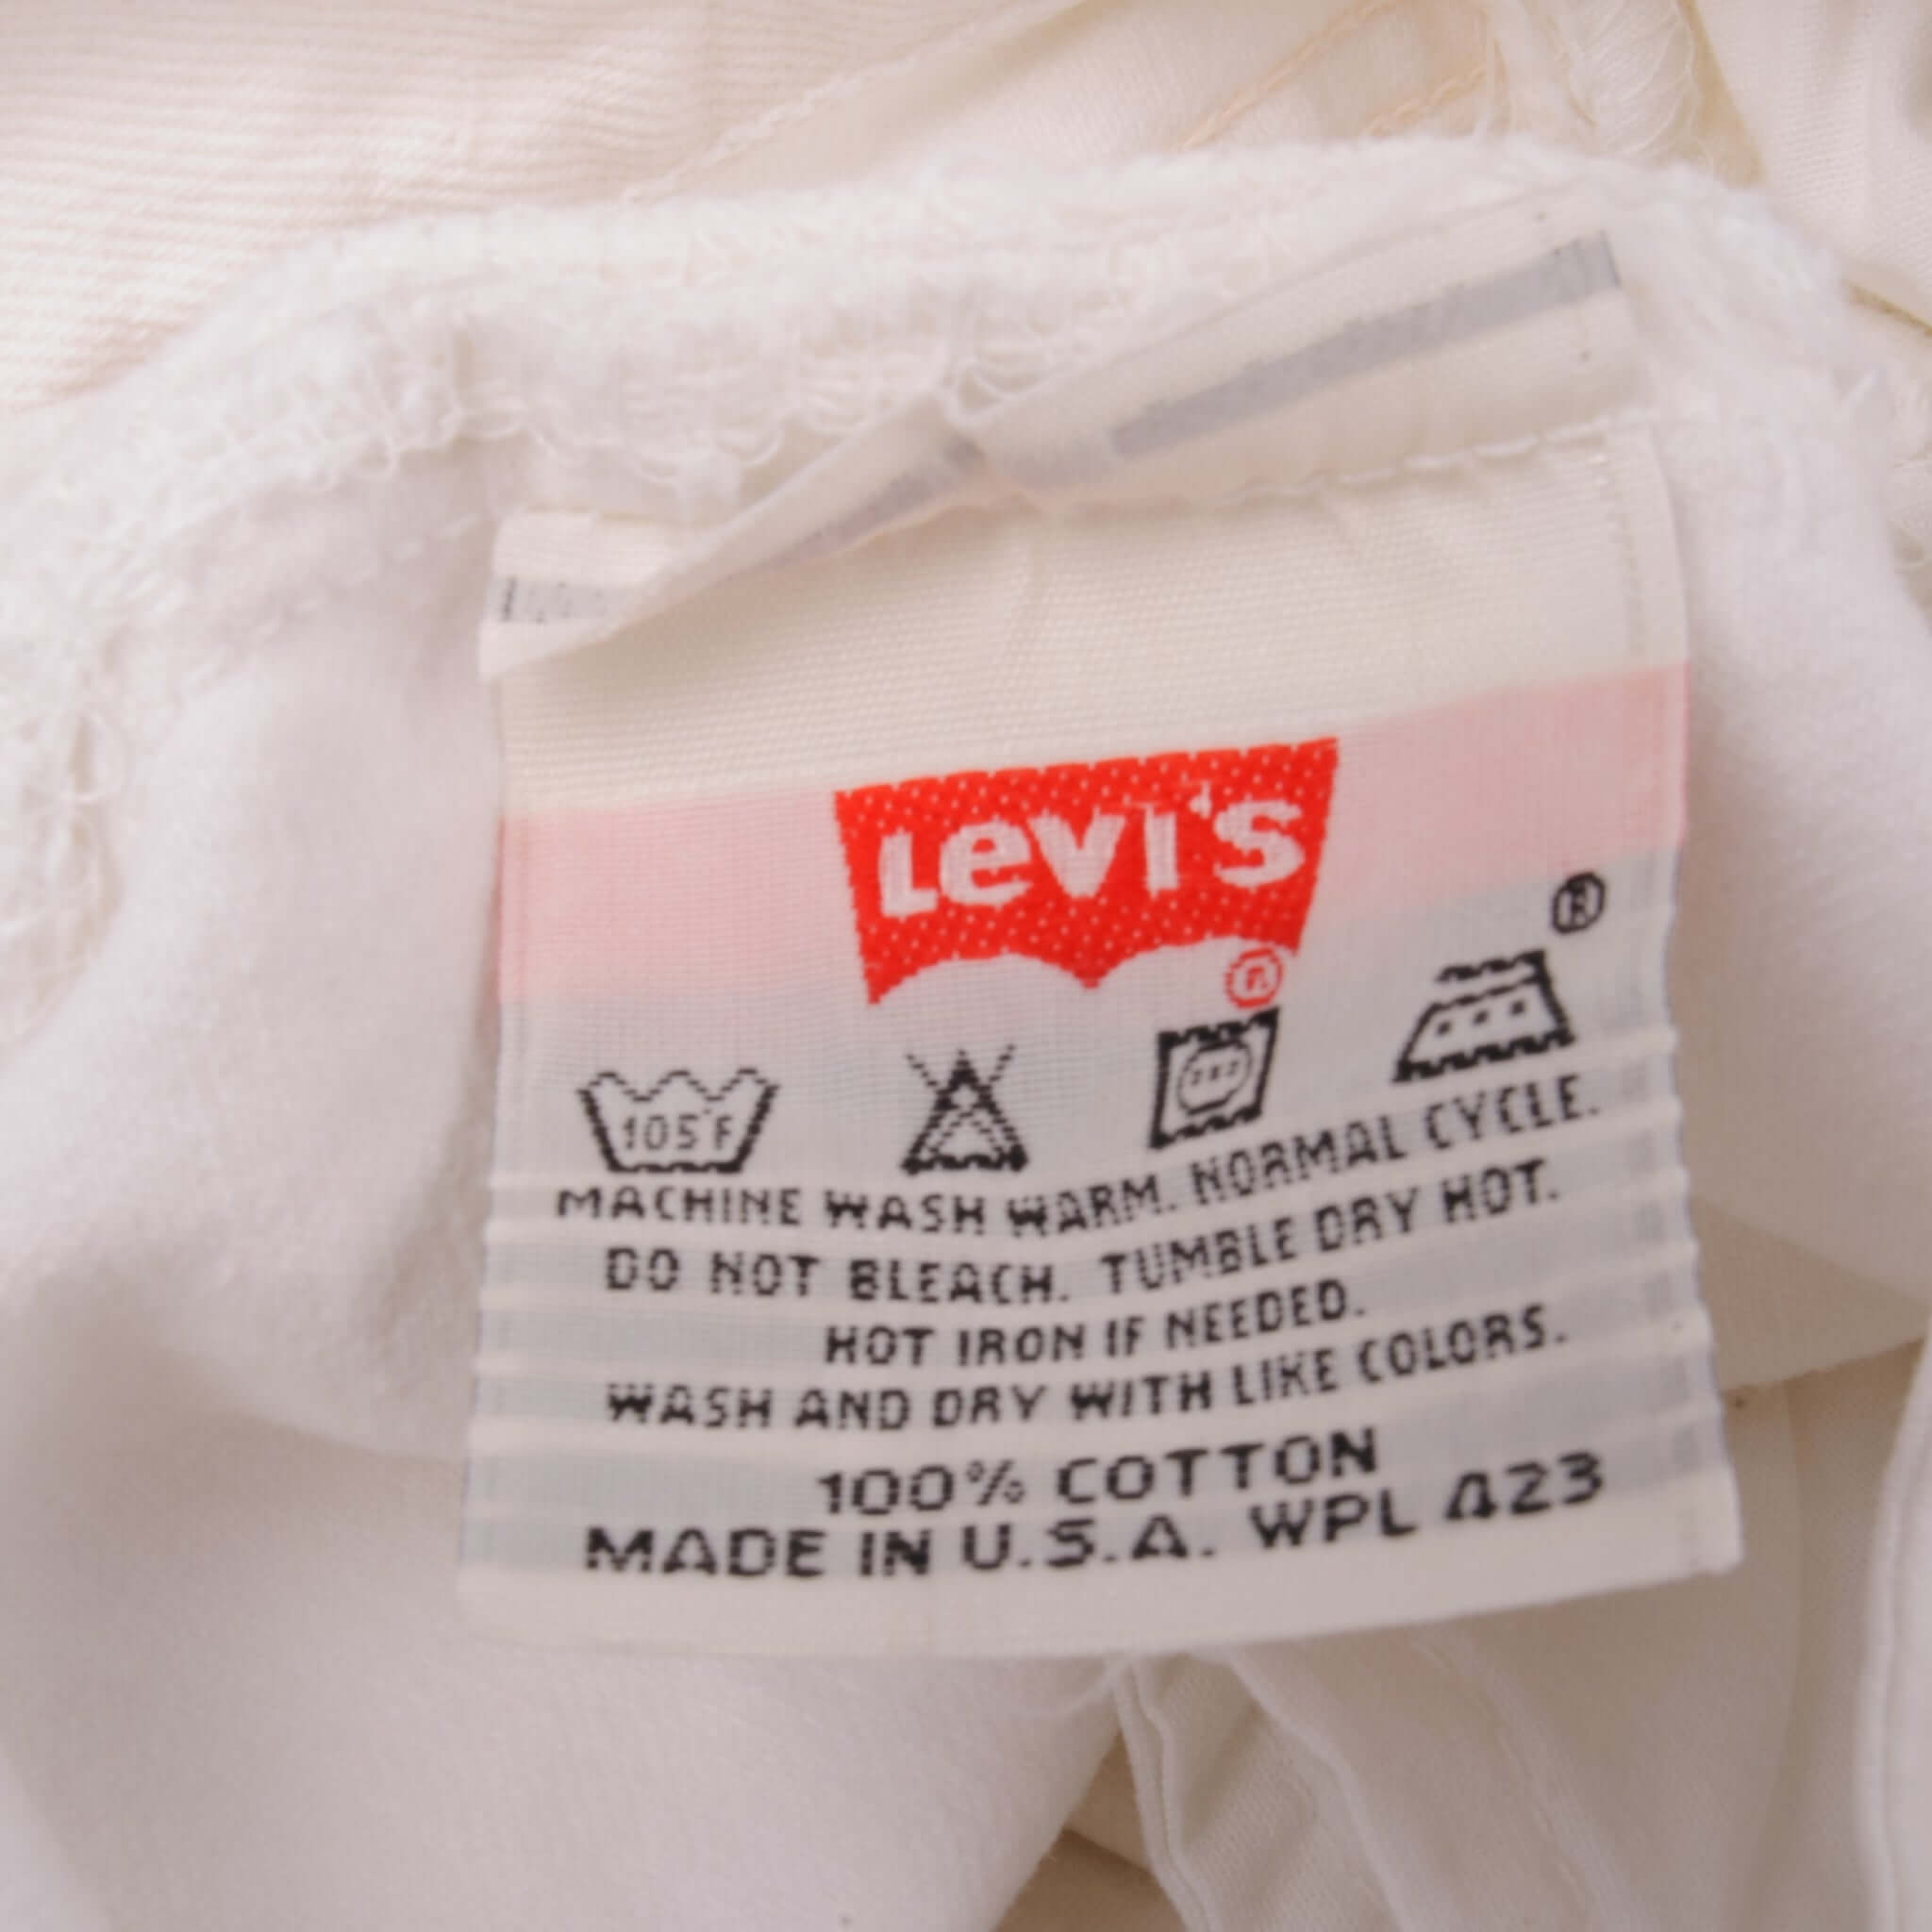 Levi's
®
®
105°F
MACHINE WASH WARM. NORMAL CYCLE.
DO NOT BLEACH. TUMBLE DRY HOT.
HOT IRON IF NEEDED.
WASH AND DRY WITH LIKE COLORS.
100% COTTON
MADE IN U.S.A. WPL 423